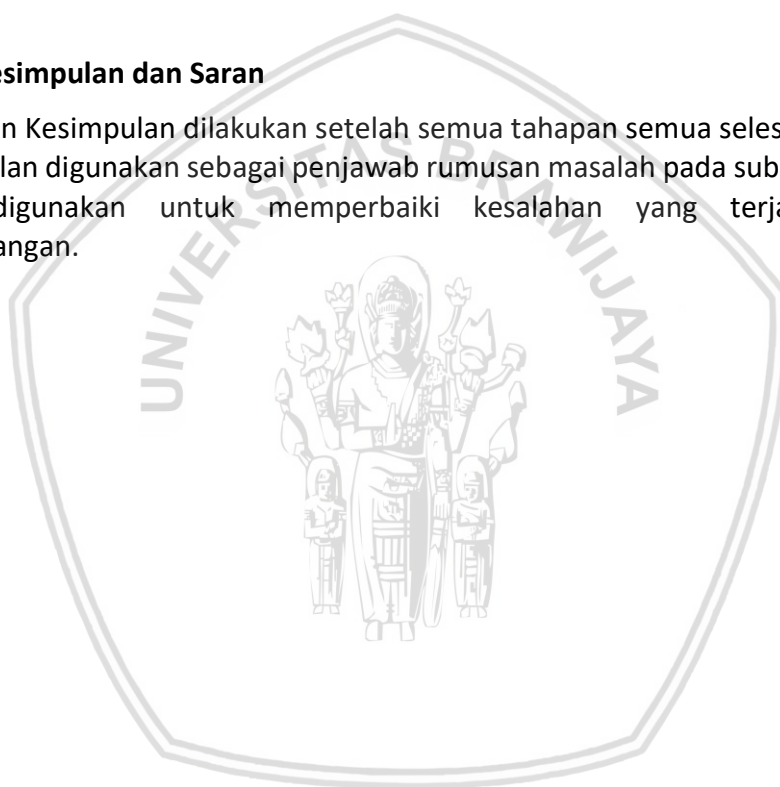 esimpulan dan Saran
n Kesimpulan dilakukan setelah semua tahapan semua seles
lan digunakan sebagai penjawab rumusan masalah pada sub
digunakan untuk memperbaiki kesalahan yang terja
angan.
UNIVERSITAS BRAWIJAYA